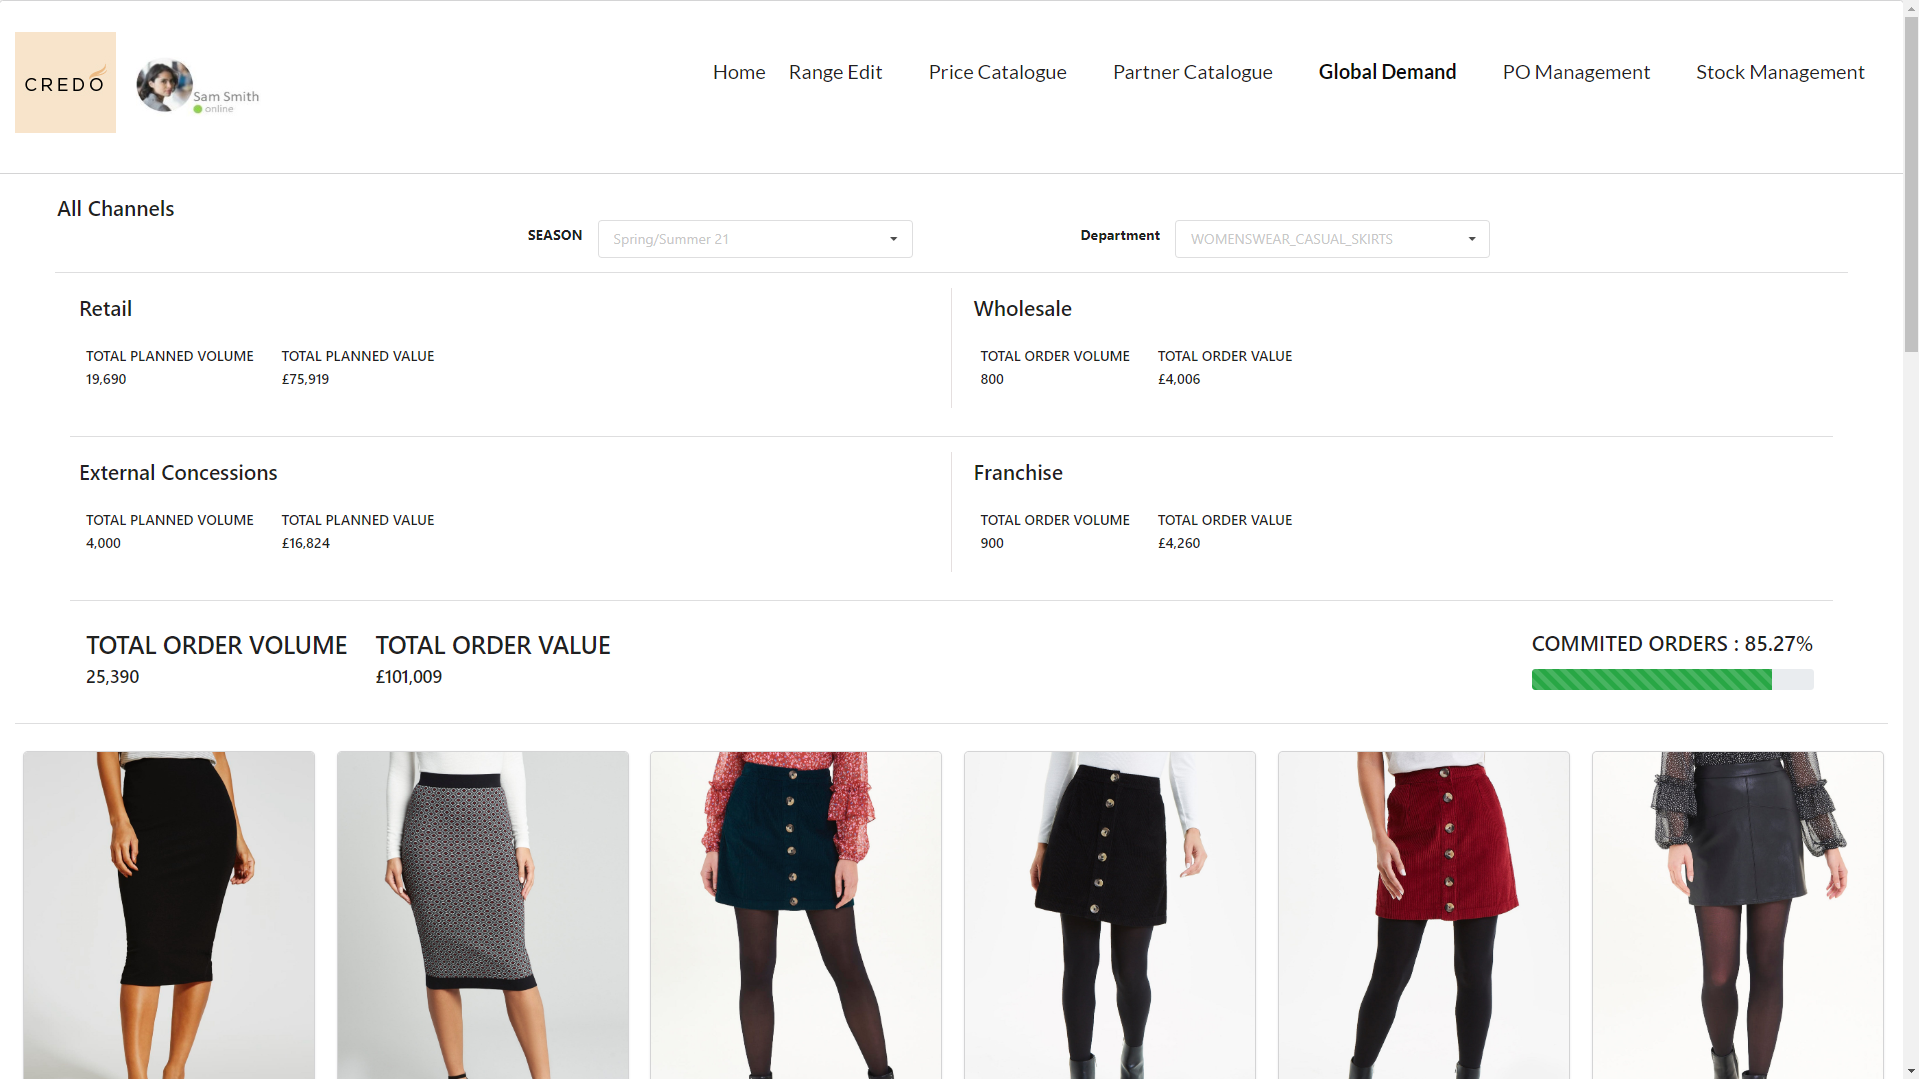 CREDO
Sam Smith
online
Home Range Edit Price Catalogue Partner Catalogue Global Demand PO Management Stock Management
All Channels
SEASON Spring/Summer 21 Department WOMENSWEAR_CASUAL_SKIRTS
Retail
TOTAL PLANNED VOLUME TOTAL PLANNED VALUE
19,690 £75,919
Wholesale
TOTAL ORDER VOLUME TOTAL ORDER VALUE
800 £4,006
External Concessions
TOTAL PLANNED VOLUME TOTAL PLANNED VALUE
4,000 £16,824
Franchise
TOTAL ORDER VOLUME TOTAL ORDER VALUE
900 £4,260
TOTAL ORDER VOLUME TOTAL ORDER VALUE
25,390 £101,009
COMMITED ORDERS : 85.27%